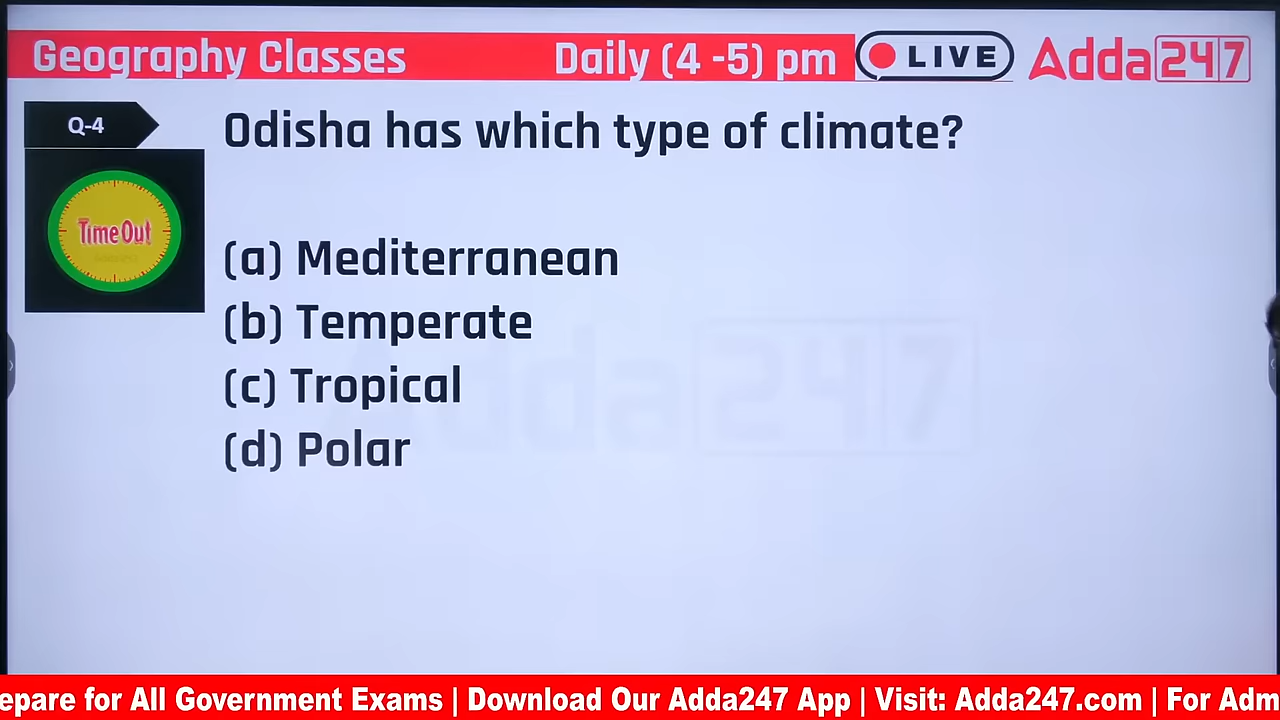 Geography Classes
Daily (4 -5) pm
LIVE
Adda247
Q-4
Time Out
Odisha has which type of climate?
(a) Mediterranean
(b) Temperate
(c) Tropical
(d) Polar
Adda247
epare for All Government Exams | Download Our Adda247 App | Visit: Adda247.com | For Adm